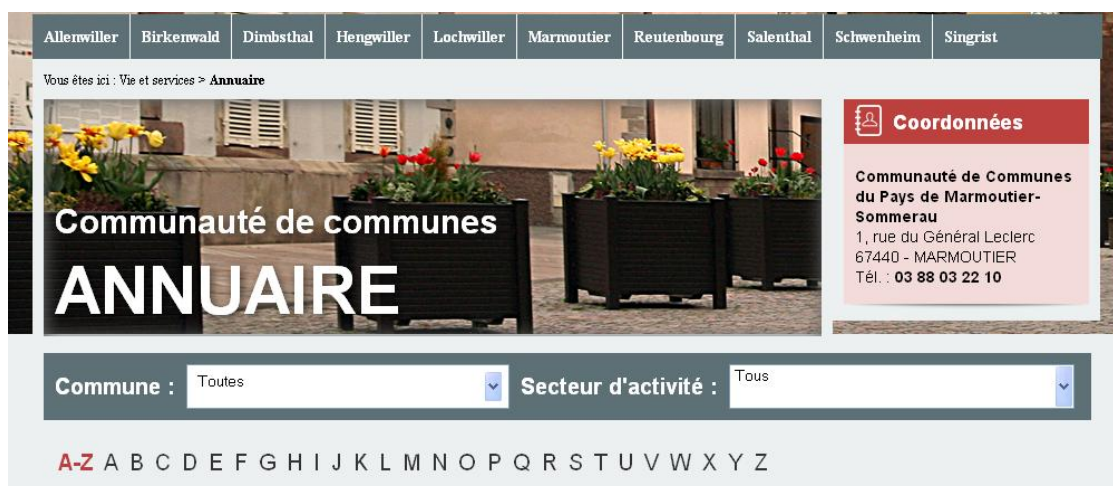 Allenwiller Birkenwald Dimbsthal Hengwiller Lochwiller Marmoutier Reutenbourg Salenthal Schwenheim Singrist
Vous êtes ici : Vie et services > Annuaire
Communauté de communes
ANNUAIRE
Coordonnées
Communauté de Communes
du Pays de Marmoutier-
Sommerau
1, rue du Général Leclerc
67440 - MARMOUTIER
Tél. : 03 88 03 22 10
Commune : Toutes Secteur d'activité : Tous
A-Z A B C D E F G H I J K L M N O P Q R S T U V W X Y Z